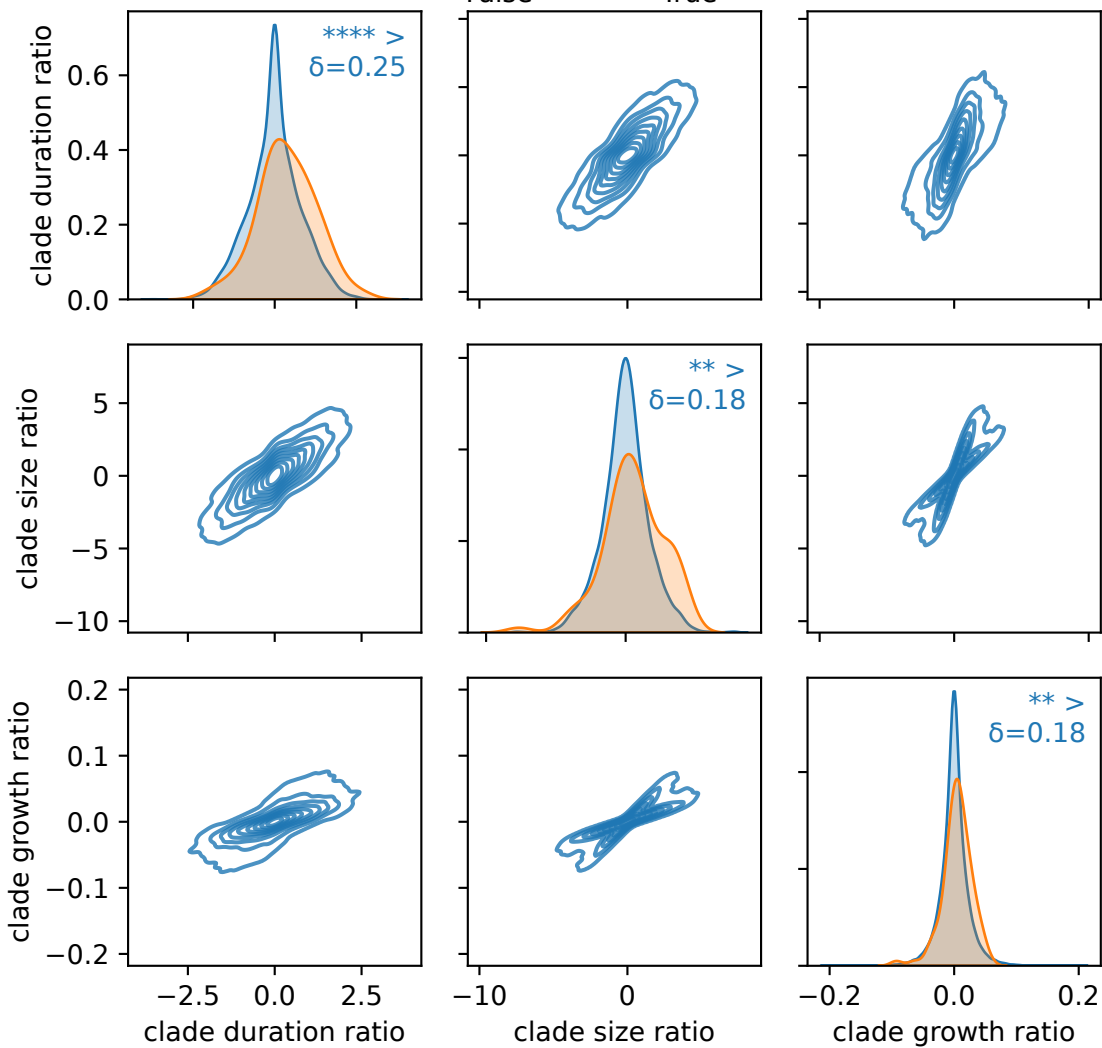 clade duration ratio
0.6
0.4
0.2
0.0
**** >
δ=0.25
clade size ratio
5
0
−5
−10
** >
δ=0.18
clade growth ratio
0.2
0.1
0.0
−0.1
−0.2
** >
δ=0.18
−2.5
0.0
2.5
clade duration ratio
−10
0
clade size ratio
−0.2
0.0
0.2
clade growth ratio